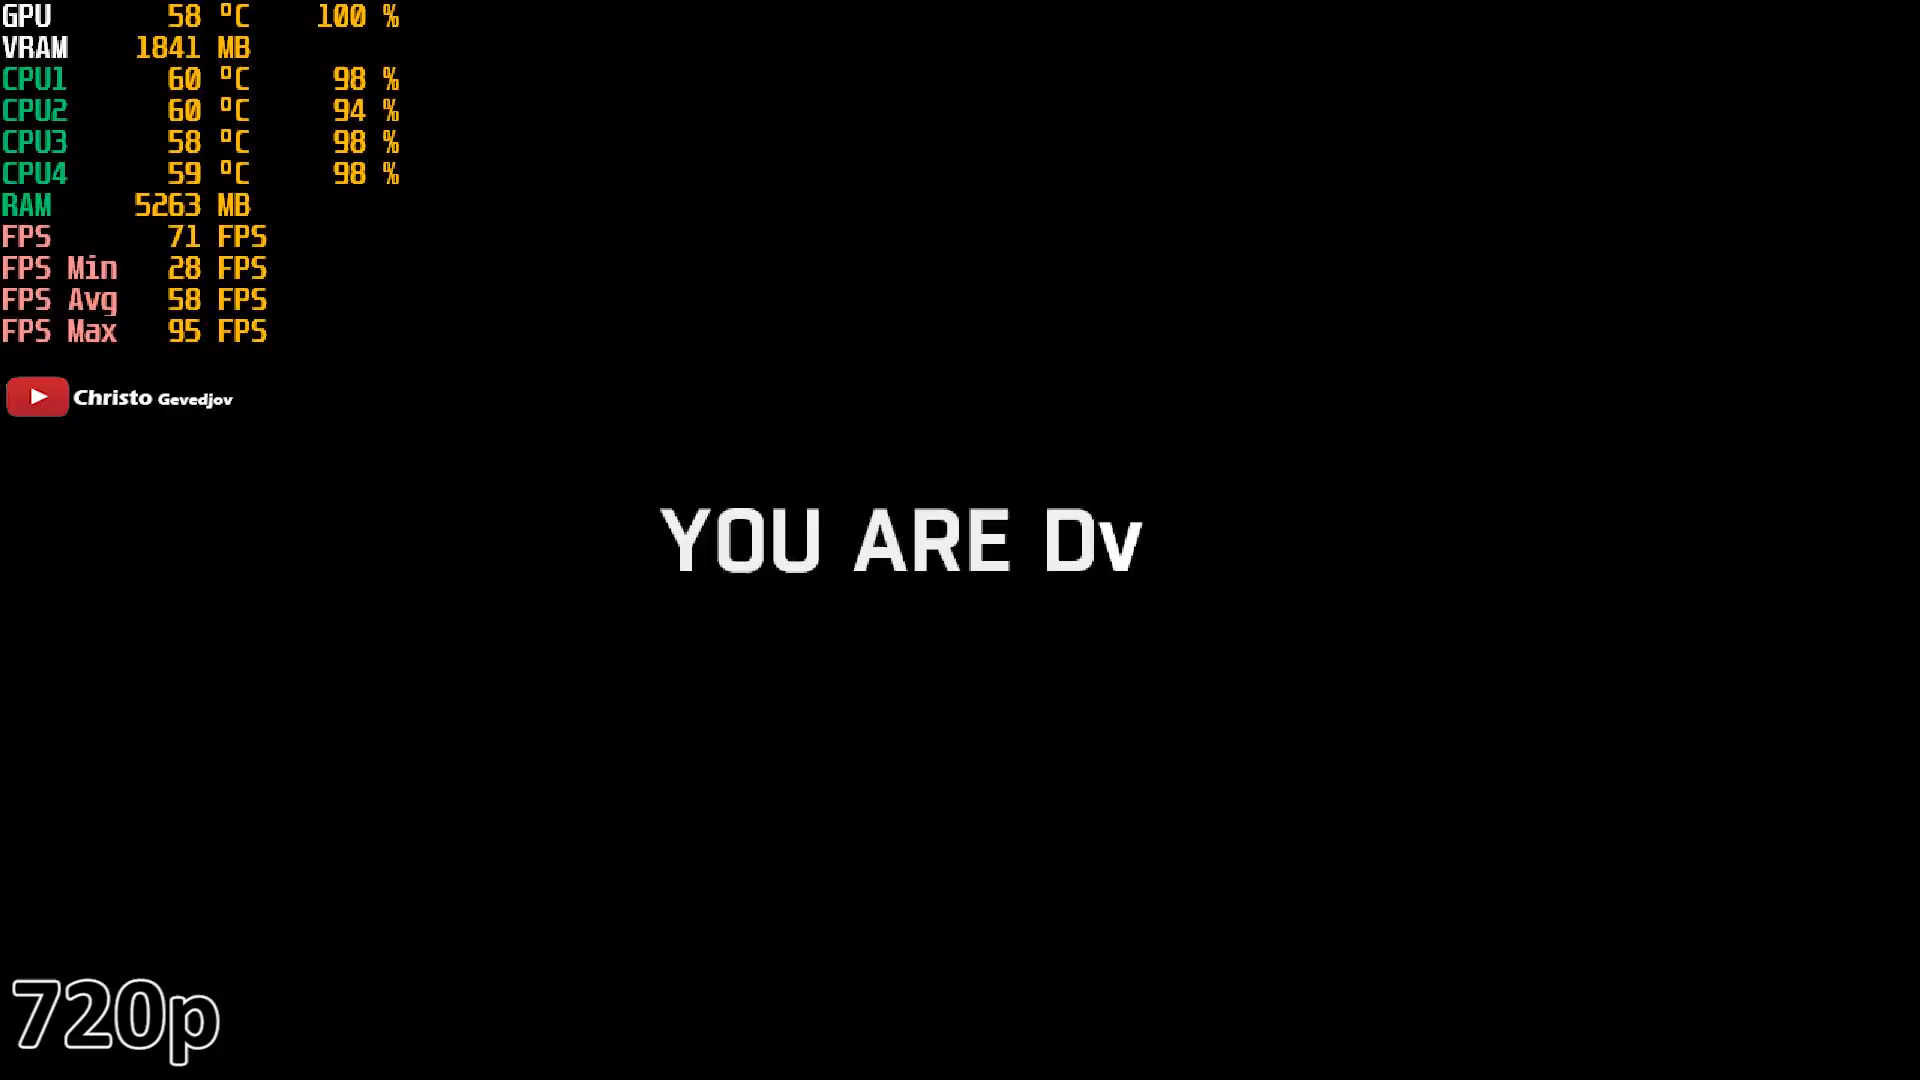 GPU 58 °C 100 %
VRAM 1841 MB
CPU1 60 °C 98 %
CPU2 60 °C 94 %
CPU3 58 °C 98 %
CPU4 59 °C 98 %
RAM 5263 MB
FPS 71 FPS
FPS Min 28 FPS
FPS Avg 58 FPS
FPS Max 95 FPS
Christo Gevedjov
YOU ARE Dv
720p